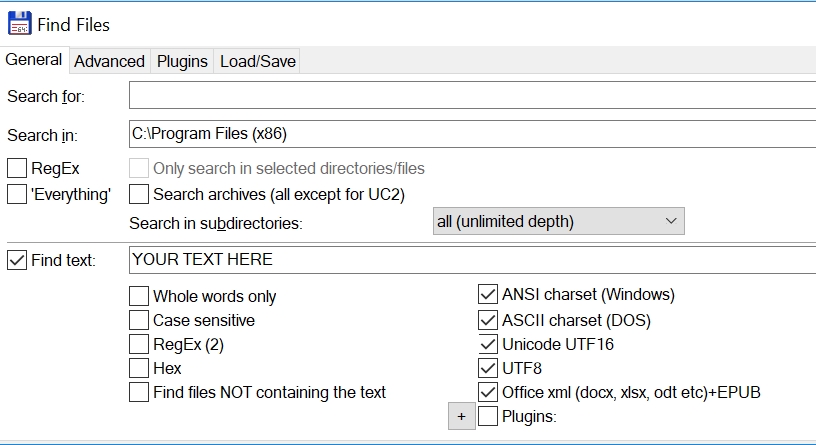 Find Files
General Advanced Plugins Load/Save
Search for:
Search in: C:\Program Files (x86)
RegEx Only search in selected directories/files
'Everything' Search archives (all except for UC2)
Search in subdirectories: all (unlimited depth)
Find text: YOUR TEXT HERE
Whole words only ANSI charset (Windows)
Case sensitive ASCII charset (DOS)
RegEx (2) Unicode UTF16
Hex UTF8
Find files NOT containing the text Office xml (docx, xlsx, odt etc)+EPUB
+ Plugins: